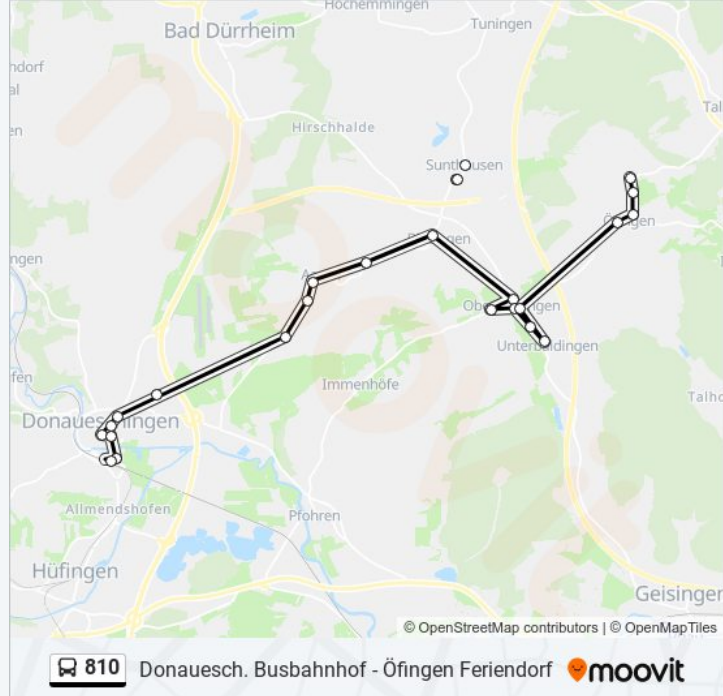 Hochemmingen
Bad Dürrheim
Tuningen
Hirschhalde
Sunthausen
Immenhöfe
Unterbaldingen
Donaueschingen
Pfohren
Allmendshofen
Hüfingen
Geisingen
© OpenStreetMap contributors | © OpenMapTiles
810 Donauesch. Busbahnhof - Öfingen Feriendorf moovit